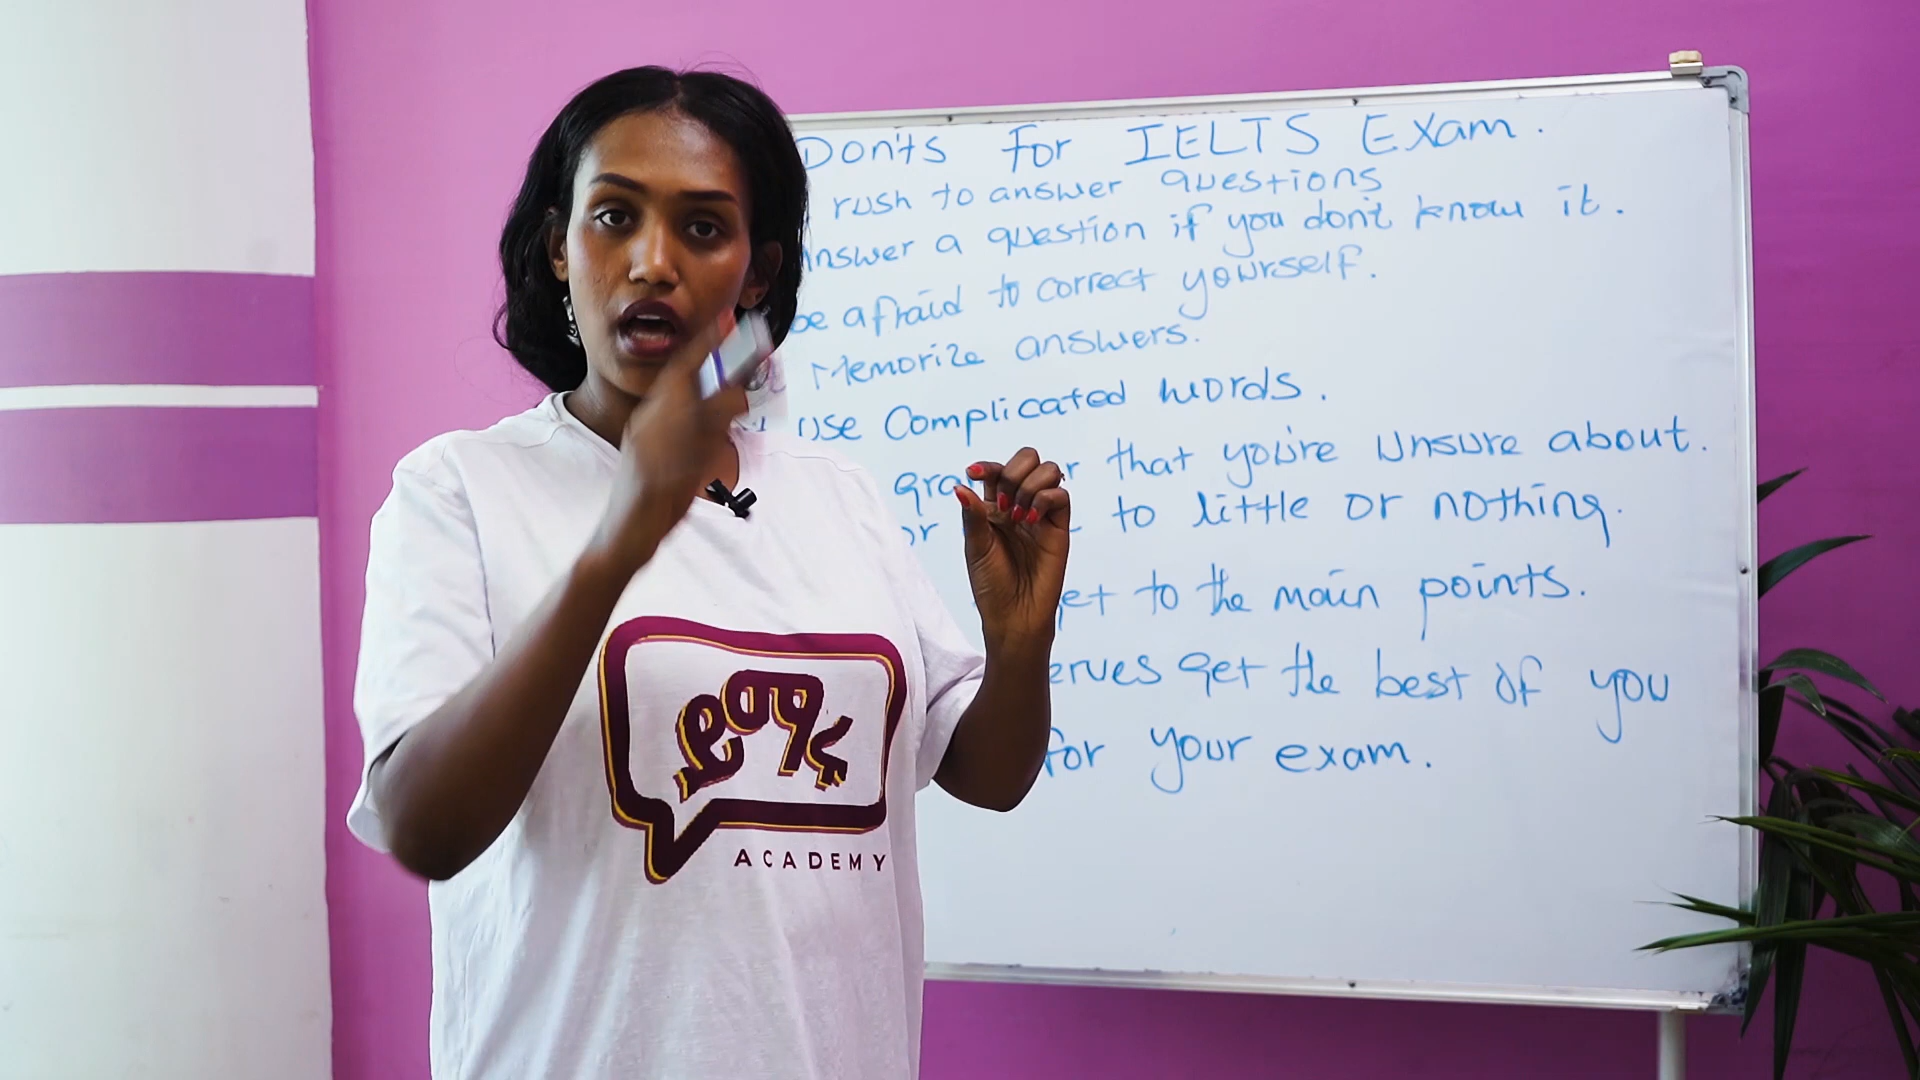 Don'ts For IELTS Exam.
rush to answer questions
answer a question if you don't know it.
be afraid to correct yourself.
Memorize answers.
use complicated words.
that you're unsure about.
to little or nothing.
to the main points.
get the best of you
for your exam.
ACADEMY